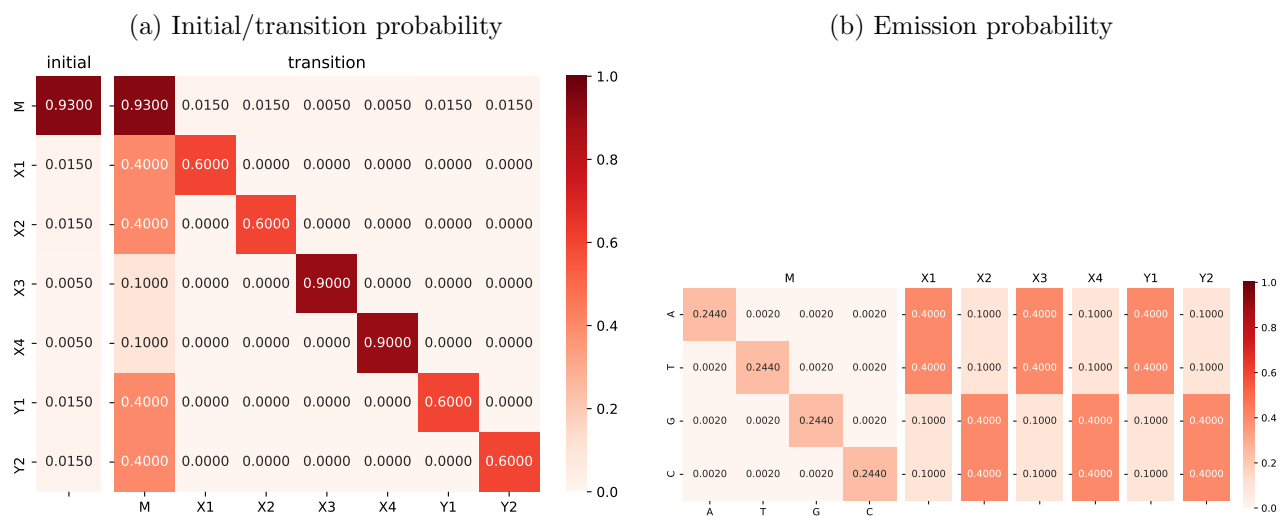 (a) Initial/transition probability
initial transition
M 0.9300 0.9300 0.0150 0.0150 0.0050 0.0050 0.0150 0.0150
X1 0.0150 0.4000 0.6000 0.0000 0.0000 0.0000 0.0000 0.0000
X2 0.0150 0.4000 0.0000 0.6000 0.0000 0.0000 0.0000 0.0000
X3 0.0050 0.1000 0.0000 0.0000 0.9000 0.0000 0.0000 0.0000
X4 0.0050 0.1000 0.0000 0.0000 0.0000 0.9000 0.0000 0.0000
Y1 0.0150 0.4000 0.0000 0.0000 0.0000 0.0000 0.6000 0.0000
Y2 0.0150 0.4000 0.0000 0.0000 0.0000 0.0000 0.0000 0.6000
M X1 X2 X3 X4 Y1 Y2
1.0
0.8
0.6
0.4
0.2
0.0
(b) Emission probability
M X1 X2 X3 X4 Y1 Y2
A 0.2440 0.0020 0.0020 0.0020 0.4000 0.1000 0.4000 0.1000 0.4000 0.1000
T 0.0020 0.2440 0.0020 0.0020 0.4000 0.1000 0.4000 0.1000 0.4000 0.1000
G 0.0020 0.0020 0.2440 0.0020 0.1000 0.4000 0.1000 0.4000 0.1000 0.4000
C 0.0020 0.0020 0.0020 0.2440 0.1000 0.4000 0.1000 0.4000 0.1000 0.4000
A T G C
1.0
0.8
0.6
0.4
0.2
0.0